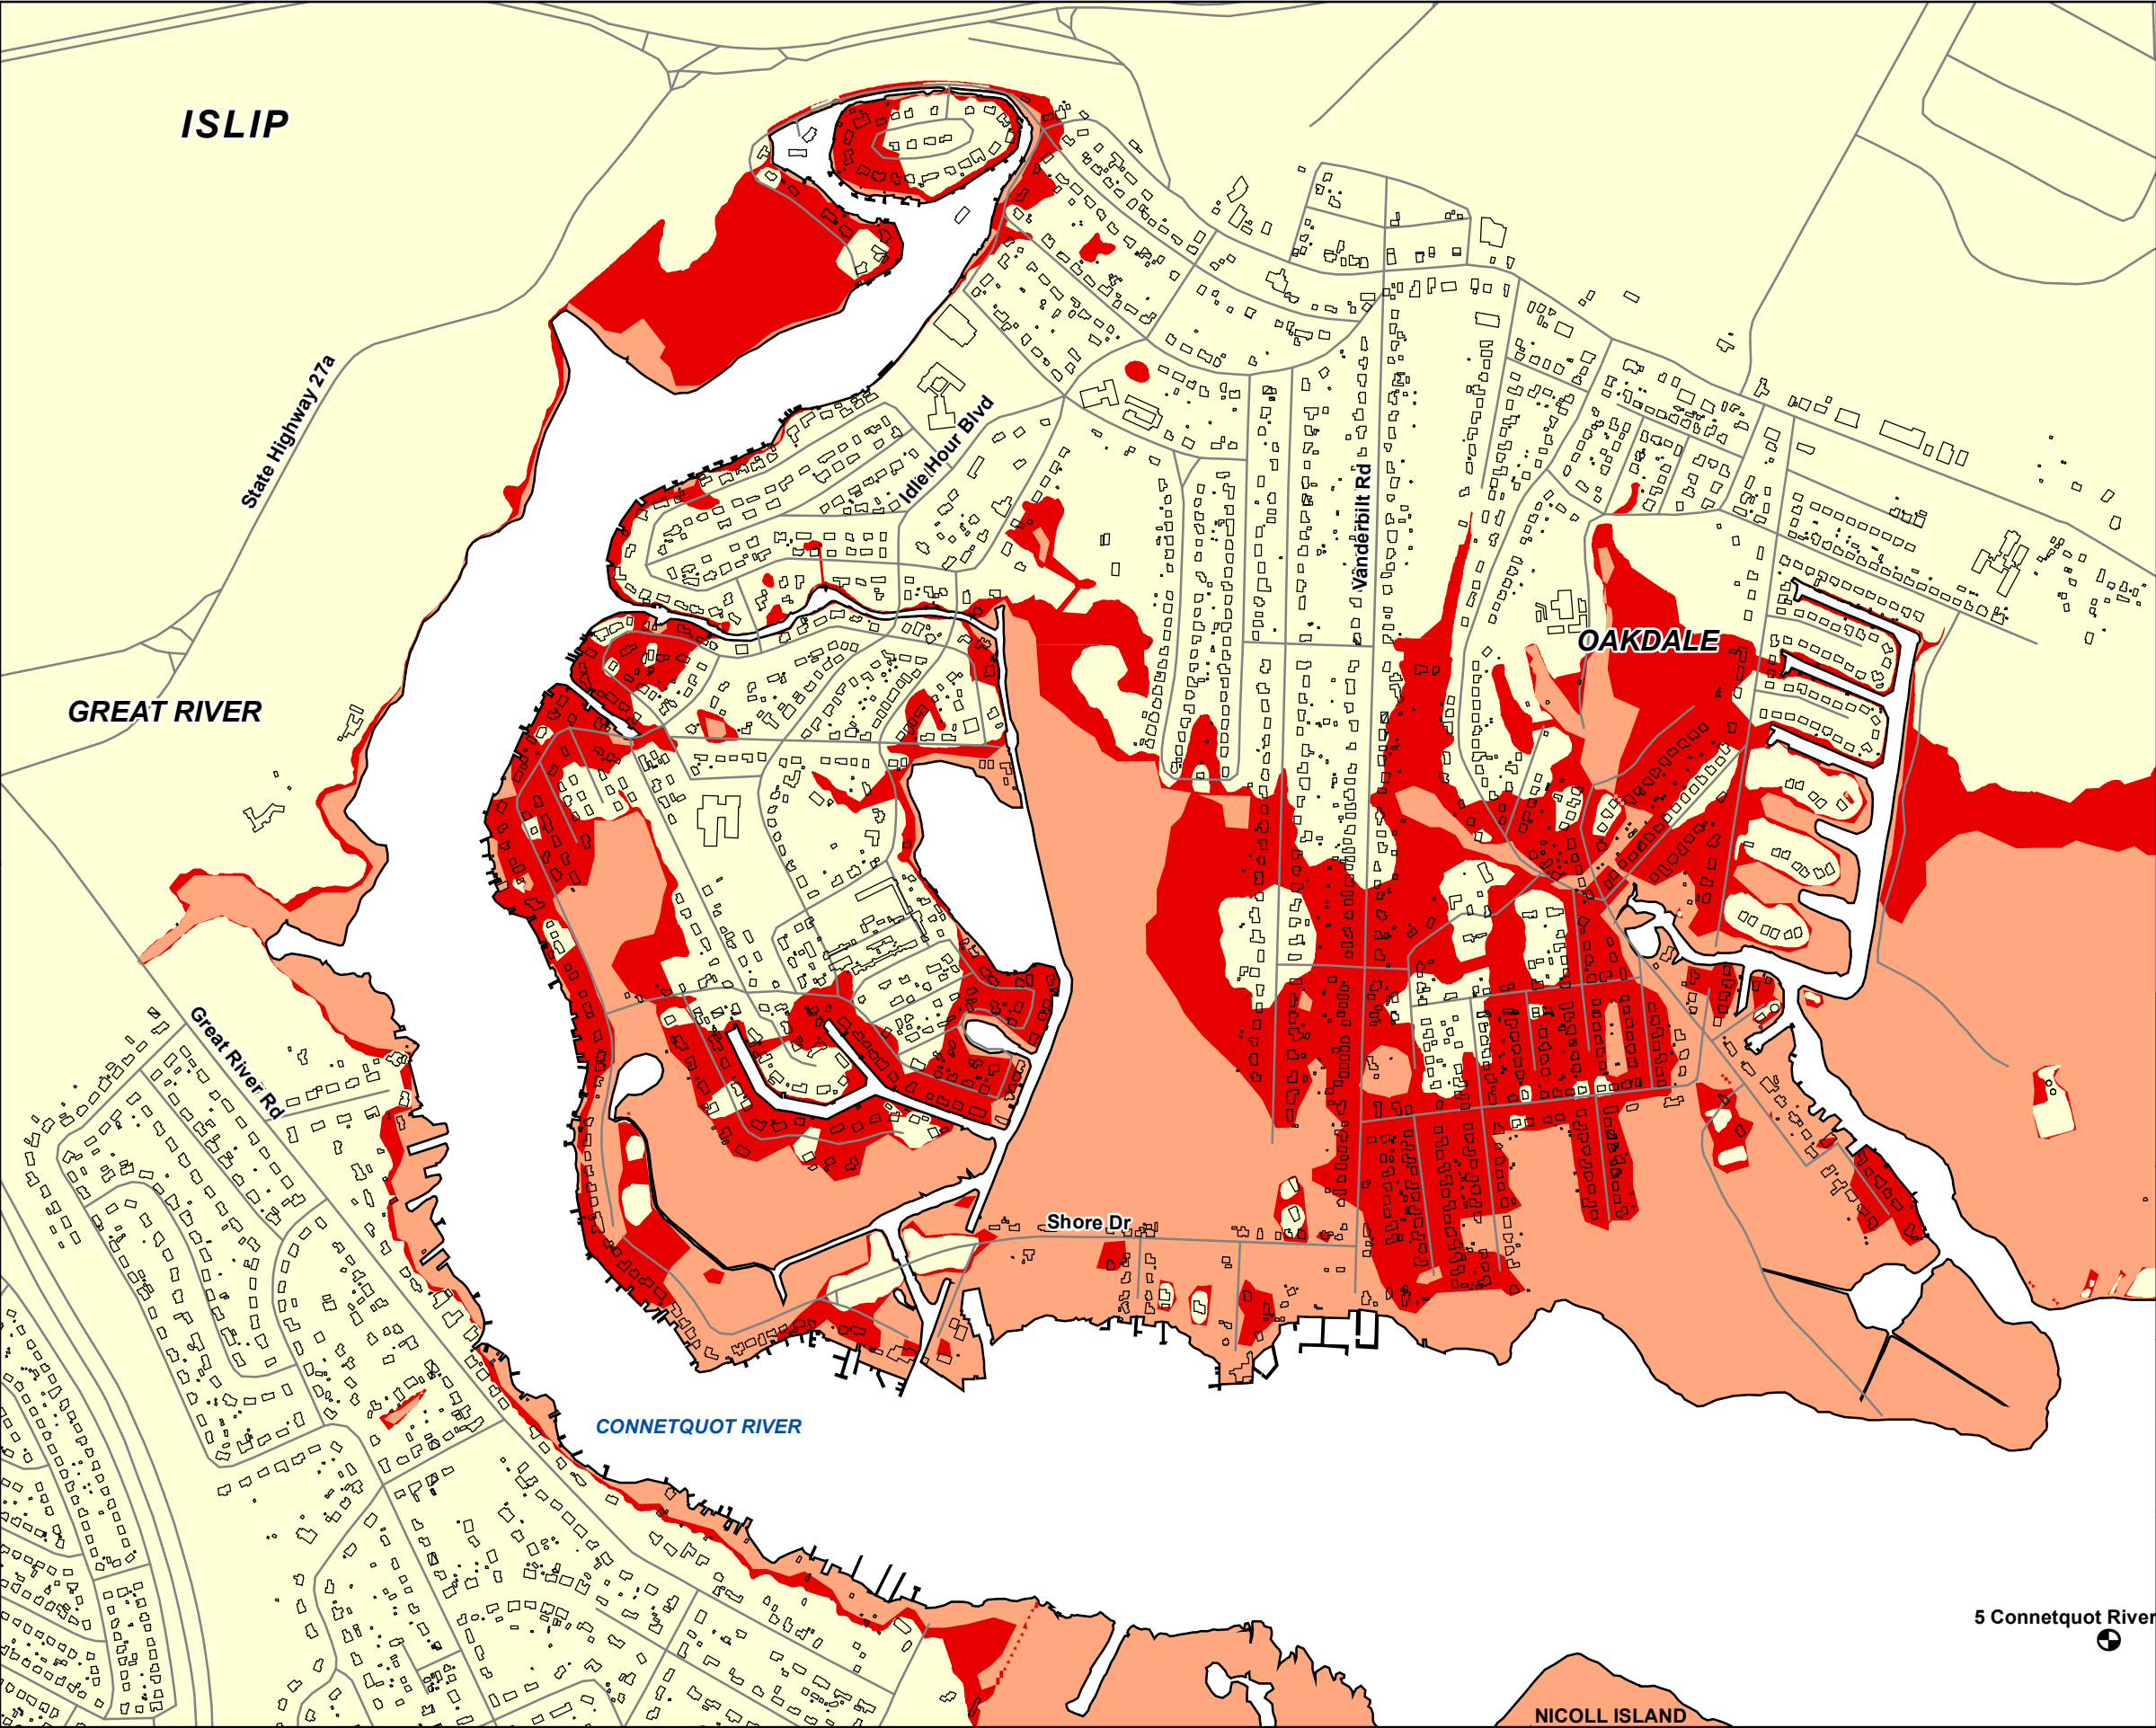 ISLIP
State Highway 27a
Idle Hour Blvd
Vanderbilt Rd
OAKDALE
GREAT RIVER
Great River Rd
Shore Dr
CONNETQUOT RIVER
5 Connetquot River
NICOLL ISLAND